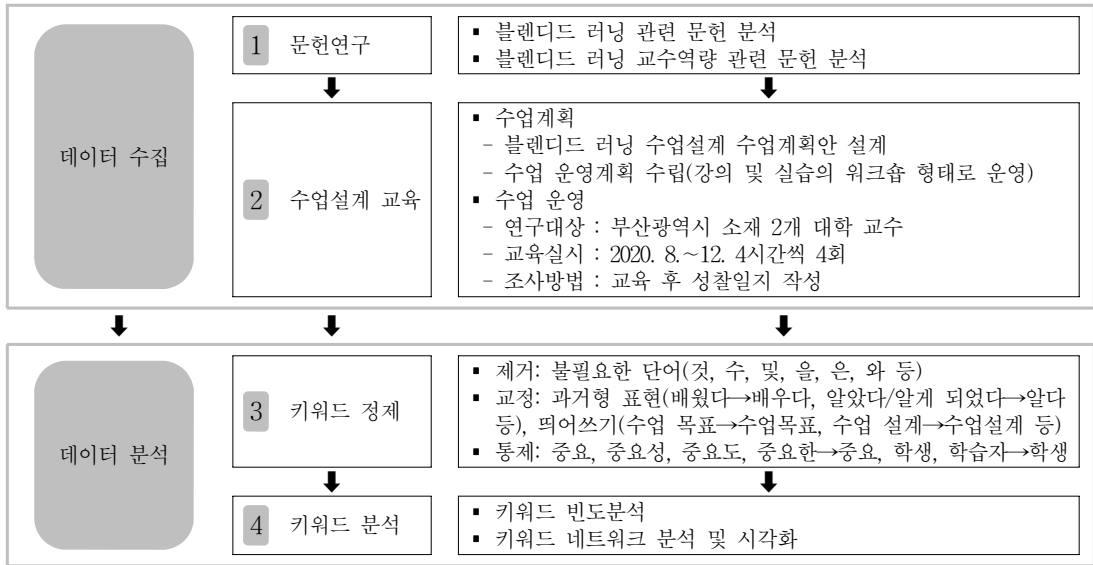 데이터 수집
1 문헌연구
▪ 블렌디드 러닝 관련 문헌 분석
▪ 블렌디드 러닝 교수역량 관련 문헌 분석
2 수업설계 교육
▪ 수업계획
- 블렌디드 러닝 수업설계 수업계획안 설계
- 수업 운영계획 수립(강의 및 실습의 워크숍 형태로 운영)
▪ 수업 운영
- 연구대상 : 부산광역시 소재 2개 대학 교수
- 교육실시 : 2020. 8.～12. 4시간씩 4회
- 조사방법 : 교육 후 성찰일지 작성
데이터 분석
3 키워드 정제
▪ 제거: 불필요한 단어(것, 수, 및, 을, 은, 와 등)
▪ 교정: 과거형 표현(배웠다→배우다, 알았다/알게 되었다→알다
등), 띄어쓰기(수업 목표→수업목표, 수업 설계→수업설계 등)
▪ 통제: 중요, 중요성, 중요도, 중요한→중요, 학생, 학습자→학생
4 키워드 분석
▪ 키워드 빈도분석
▪ 키워드 네트워크 분석 및 시각화